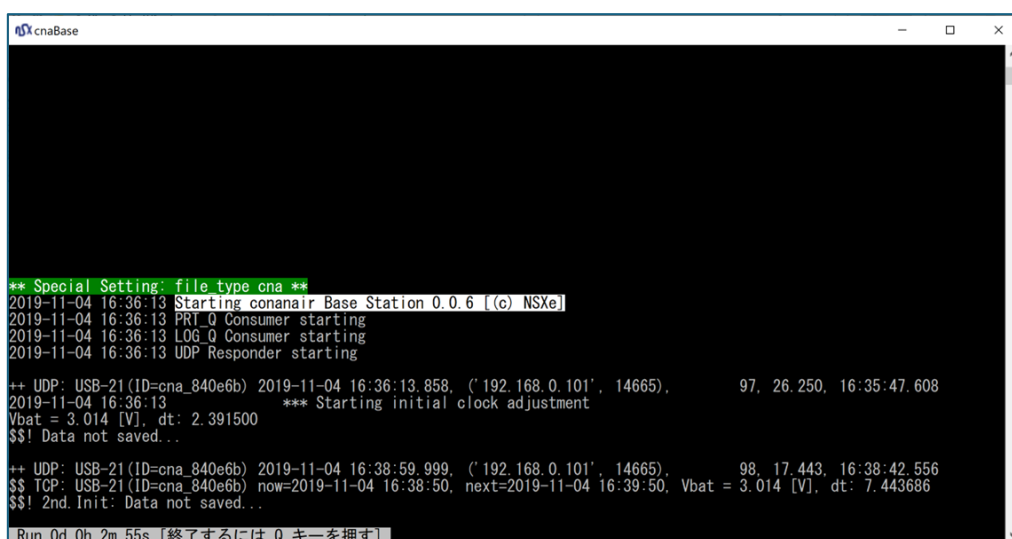 nsx cnaBase
** Special Setting: file_type cna **
2019-11-04 16:36:13 Starting conanair Base Station 0.0.6 [(c) NSXe]
2019-11-04 16:36:13 PRT_Q Consumer starting
2019-11-04 16:36:13 LOG_Q Consumer starting
2019-11-04 16:36:13 UDP Responder starting
++ UDP: USB-21(ID=cna_840e6b) 2019-11-04 16:36:13.858, ('192.168.0.101', 14665), 97, 26.250, 16:35:47.608
2019-11-04 16:36:13 *** Starting initial clock adjustment
Vbat = 3.014 [V], dt: 2.391500
$$! Data not saved...
++ UDP: USB-21(ID=cna_840e6b) 2019-11-04 16:38:59.999, ('192.168.0.101', 14665), 98, 17.443, 16:38:42.556
$$ TCP: USB-21(ID=cna_840e6b) now=2019-11-04 16:38:50, next=2019-11-04 16:39:50, Vbat = 3.014 [V], dt: 7.443686
$$! 2nd.Init: Data not saved...
Run 0d 0h 2m 55s [終了するには Q キーを押す]